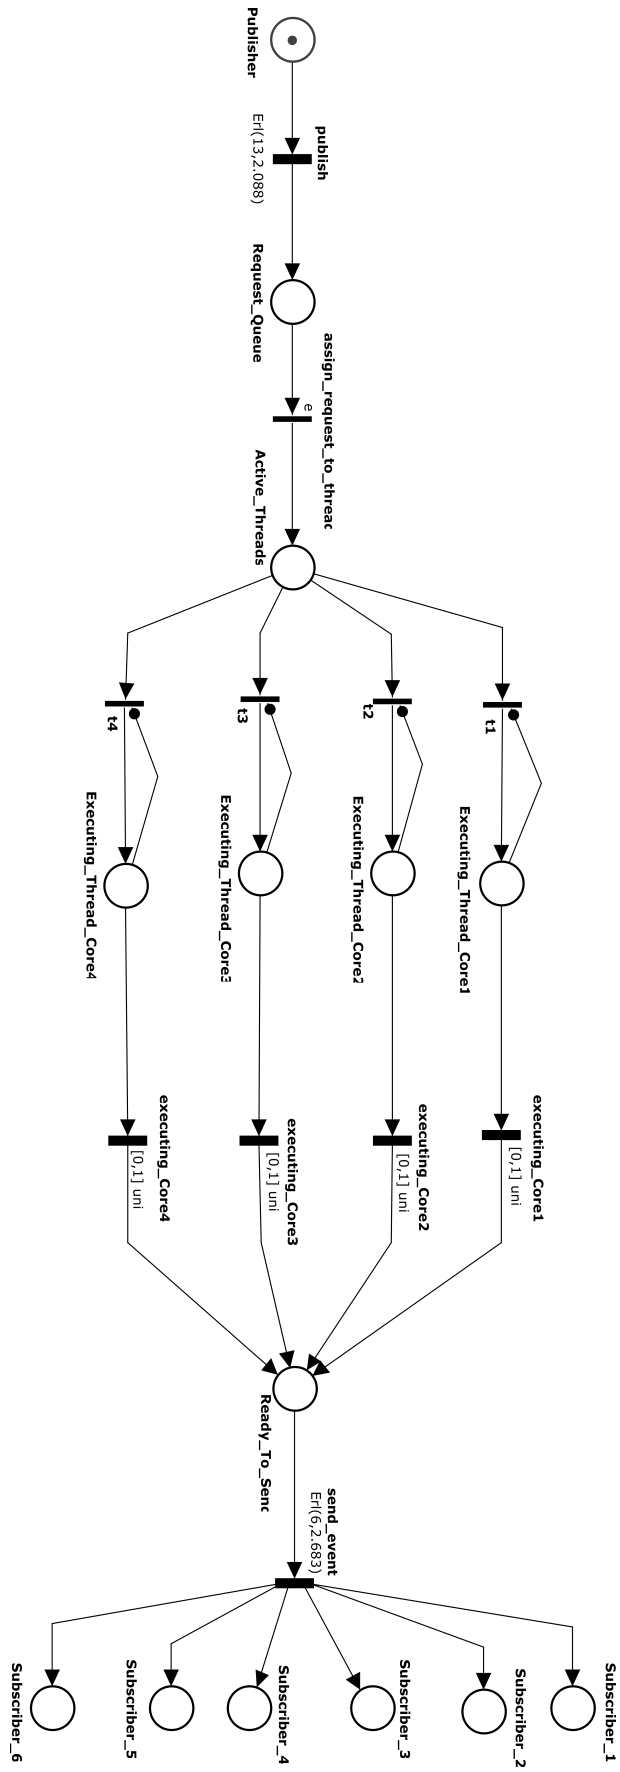 Publisher
publish
Erl(13,2.088)
Request_Queue
assign_request_to_threac
e
Active_Threads
t1
t2
t3
t4
Executing_Thread_Core1
Executing_Thread_Core2
Executing_Thread_Core3
Executing_Thread_Core4
executing_Core1
[0,1] uni
executing_Core2
[0,1] uni
executing_Core3
[0,1] uni
executing_Core4
[0,1] uni
Ready_To_Senc
send_event
Erl(6,2.683)
Subscriber_1
Subscriber_2
Subscriber_3
Subscriber_4
Subscriber_5
Subscriber_6